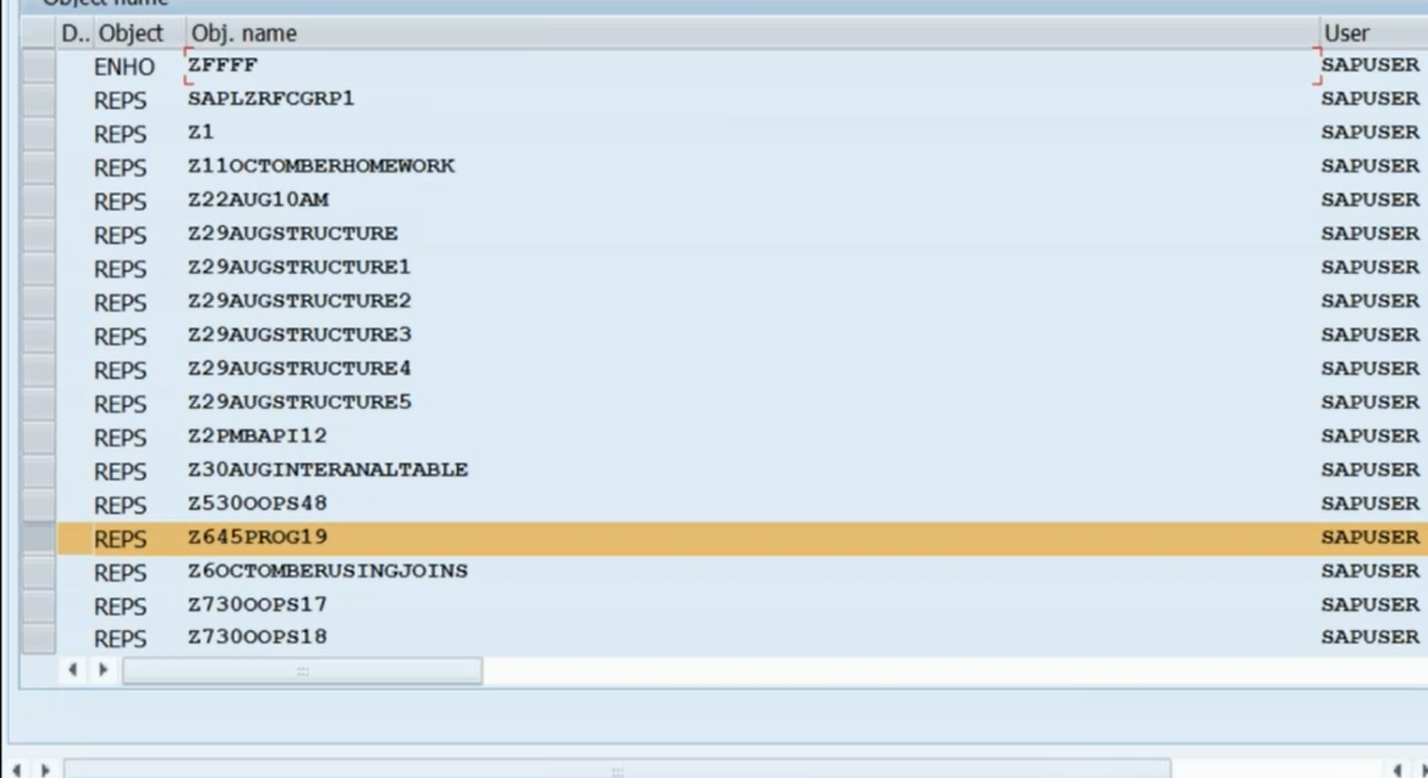 Object name
D.. Object Obj. name User
ENHO ZFFFF SAPUSER
REPS SAPLZRFCGRP1 SAPUSER
REPS Z1 SAPUSER
REPS Z11OCTOMBERHOMEWORK SAPUSER
REPS Z22AUG10AM SAPUSER
REPS Z29AUGSTRUCTURE SAPUSER
REPS Z29AUGSTRUCTURE1 SAPUSER
REPS Z29AUGSTRUCTURE2 SAPUSER
REPS Z29AUGSTRUCTURE3 SAPUSER
REPS Z29AUGSTRUCTURE4 SAPUSER
REPS Z29AUGSTRUCTURE5 SAPUSER
REPS Z2PMBAPI12 SAPUSER
REPS Z30AUGINTERANALTABLE SAPUSER
REPS Z530OOPS48 SAPUSER
REPS Z645PROG19 SAPUSER
REPS Z6OCTOMBERUSINGJOINS SAPUSER
REPS Z730OOPS17 SAPUSER
REPS Z730OOPS18 SAPUSER